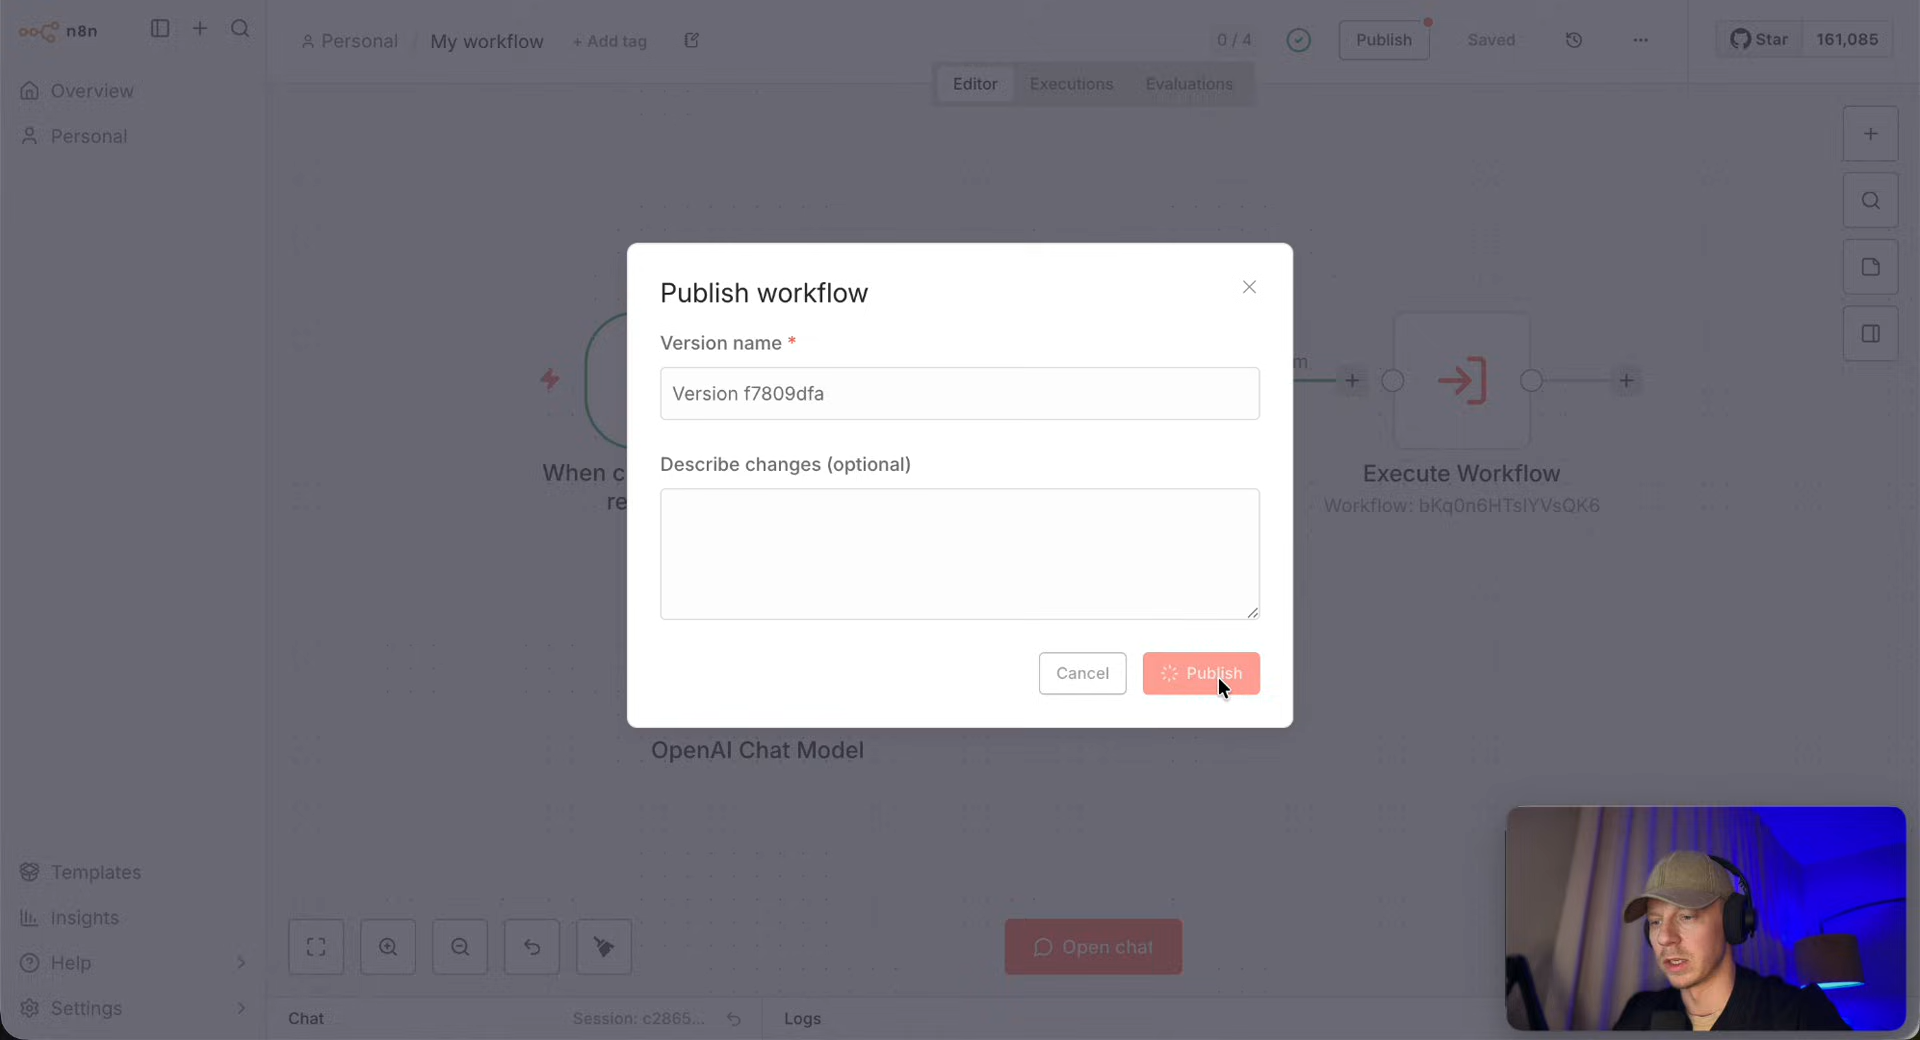 n8n
Personal
My workflow
+ Add tag
0 / 4
Publish
Saved
Star
161,085
Editor
Executions
Evaluations
Overview
Personal
Publish workflow
Version name *
Version f7809dfa
Describe changes (optional)
Cancel
Publish
When c
re
m
Execute Workflow
Workflow: bKq0n6HTsIYVsQK6
OpenAI Chat Model
Templates
Insights
Help
Settings
Open chat
Chat
Session: c2865...
Logs